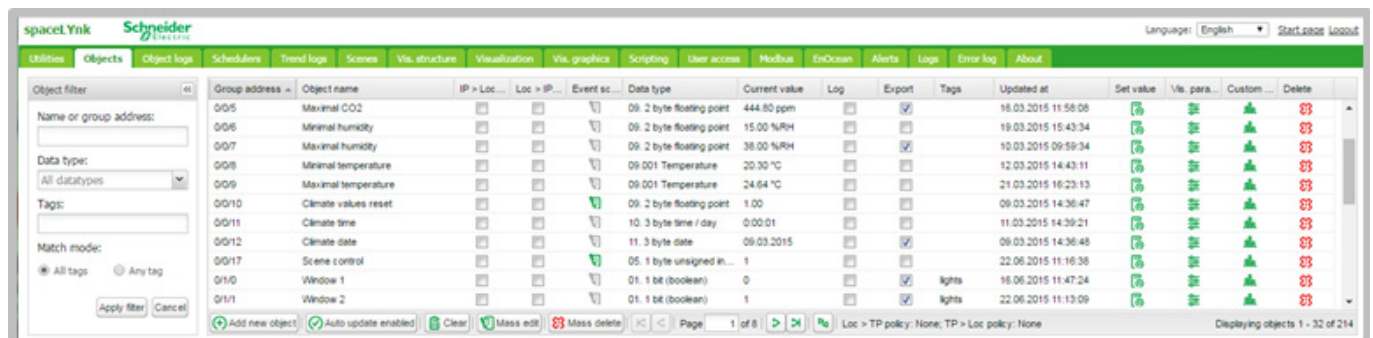 spaceLYnk Schneider Electric Language: English Start page Logout
Utilities Objects Object logs Schedulers Trend logs Scenes Vis. structure Visualization Vis. graphics Scripting User access Modbus EnOcean Alerts Logs Error log About
Object filter
Name or group address:
Data type:
All datatypes
Tags:
Match mode:
All tags Any tag
Apply filter Cancel
Group address Object name IP > Loc... Loc > IP... Event sc... Data type Current value Log Export Tags Updated at Set value Vis. para... Custom ... Delete
0/0/5 Maximal CO2 09. 2 byte floating point 444.80 ppm 16.03.2015 11:58:08
0/0/6 Minimal humidity 09. 2 byte floating point 15.00 %RH 19.03.2015 15:43:34
0/0/7 Maximal humidity 09. 2 byte floating point 38.00 %RH 10.03.2015 09:59:34
0/0/8 Minimal temperature 09.001 Temperature 20.30 °C 12.03.2015 14:43:11
0/0/9 Maximal temperature 09.001 Temperature 24.64 °C 21.03.2015 16:23:13
0/0/10 Climate values reset 09. 2 byte floating point 1.00 09.03.2015 14:36:47
0/0/11 Climate time 10. 3 byte time / day 0:00:01 11.03.2015 14:39:21
0/0/12 Climate date 11. 3 byte date 09.03.2015 09.03.2015 14:36:48
0/0/17 Scene control 05. 1 byte unsigned in... 1 22.06.2015 11:16:38
0/1/0 Window 1 01. 1 bit (boolean) 0 lights 16.06.2015 11:47:24
0/1/1 Window 2 01. 1 bit (boolean) 1 lights 22.06.2015 11:13:09
Add new object Auto update enabled Clear Mass edit Mass delete Page 1 of 8 Loc > TP policy: None; TP > Loc policy: None Displaying objects 1 - 32 of 214